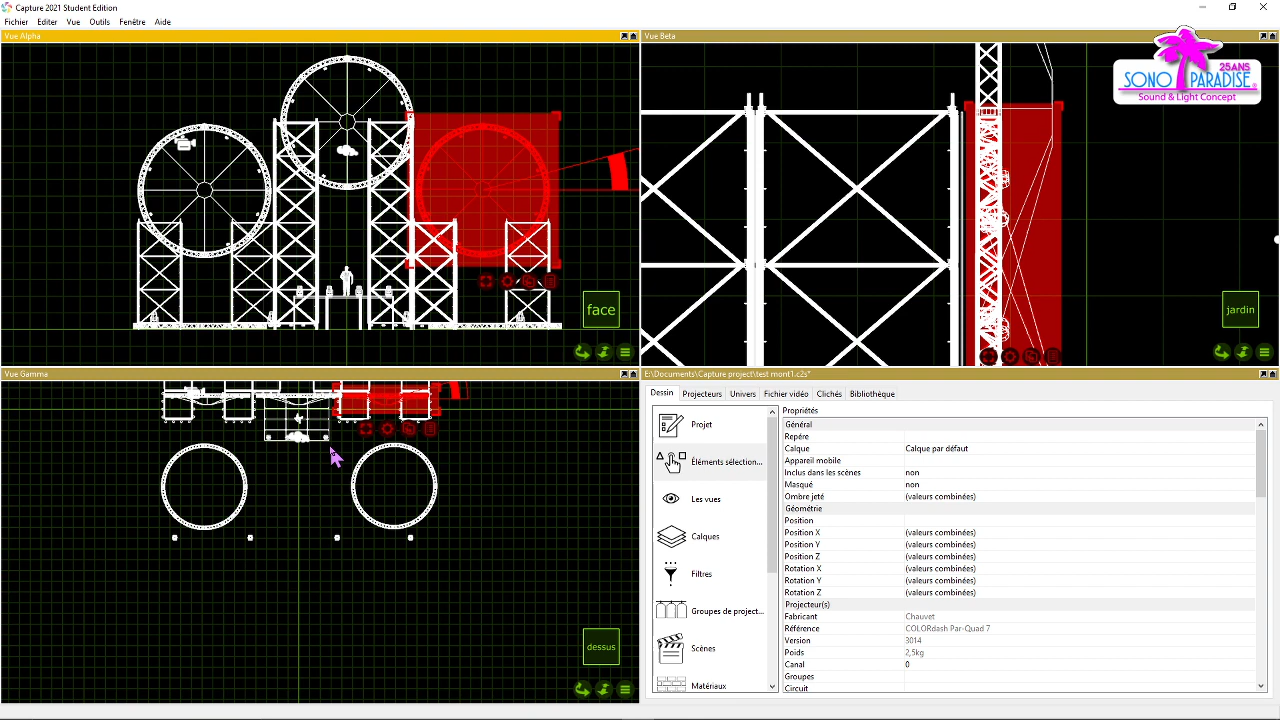 Capture 2021 Student Edition
Fichier Editer Vue Outils Fenêtre Aide
Vue Alpha
Vue Beta
25ANS
SONO PARADISE
Sound & Light Concept
face
jardin
Vue Gamma
E:\Documents\Capture project\test mont1.c2s*
Dessin Projecteurs Univers Fichier vidéo Clichés Bibliothèque
Projet
Éléments sélection...
Les vues
Calques
Filtres
Groupes de project...
Scènes
Matériaux
Propriétés
Général
Repére
Calque Calque par défaut
Appareil mobile
Inclus dans les scènes non
Masqué non
Ombre jeté (valeurs combinées)
Géométrie
Position
Position X (valeurs combinées)
Position Y (valeurs combinées)
Position Z (valeurs combinées)
Rotation X (valeurs combinées)
Rotation Y (valeurs combinées)
Rotation Z (valeurs combinées)
Projecteur(s)
Fabricant Chauvet
Référence COLORdash Par-Quad 7
Version 3014
Poids 2,5kg
Canal 0
Groupes
Circuit
dessus